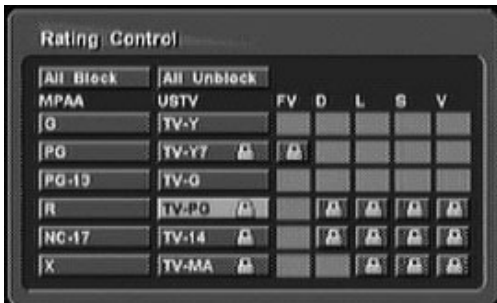 Rating Control
All Block All Unblock
MPAA USTV FV D L S V
G TV-Y
PG TV-Y7
PG-13 TV-G
R TV-PG
NC-17 TV-14
X TV-MA